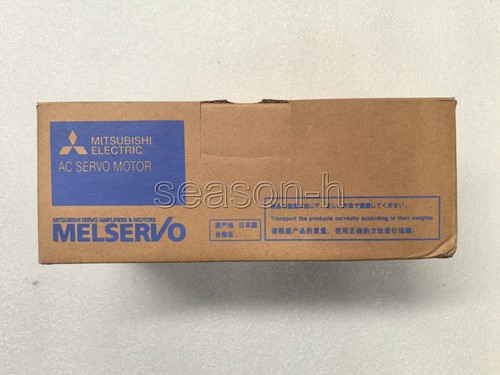 MITSUBISHI
ELECTRIC
AC SERVO MOTOR
season-h
MITSUBISHI SERVO AMPLIFIERS & MOTORS
MELSERVO
原产地 日本国
合格证
Transport the products correctly according to their weights
请根据产品的重量，使用正确的方法进行运输。